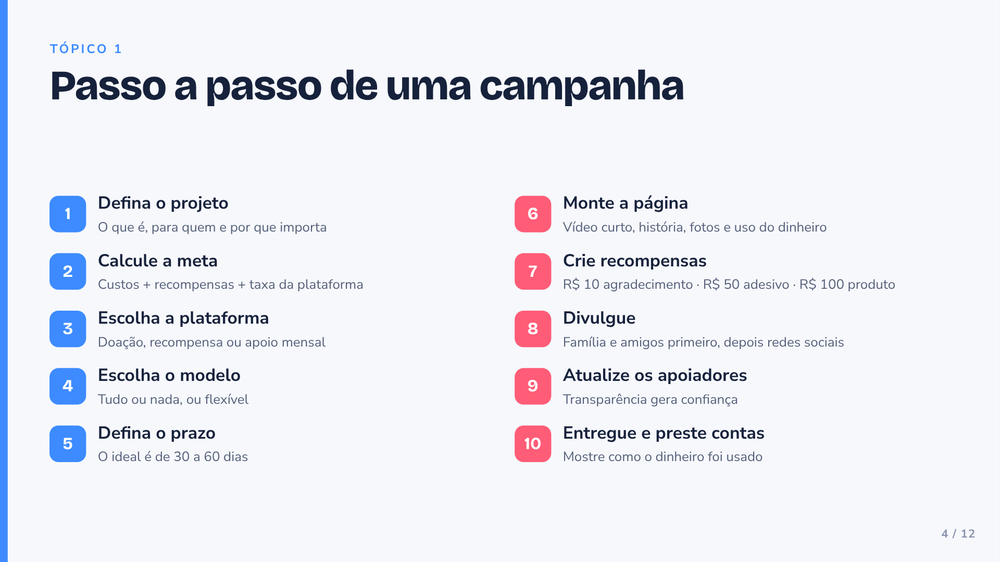 TÓPICO 1
Passo a passo de uma campanha
1
Defina o projeto
O que é, para quem e por que importa
2
Calcule a meta
Custos + recompensas + taxa da plataforma
3
Escolha a plataforma
Doação, recompensa ou apoio mensal
4
Escolha o modelo
Tudo ou nada, ou flexível
5
Defina o prazo
O ideal é de 30 a 60 dias
6
Monte a página
Vídeo curto, história, fotos e uso do dinheiro
7
Crie recompensas
R$ 10 agradecimento · R$ 50 adesivo · R$ 100 produto
8
Divulgue
Família e amigos primeiro, depois redes sociais
9
Atualize os apoiadores
Transparência gera confiança
10
Entregue e preste contas
Mostre como o dinheiro foi usado
4 / 12